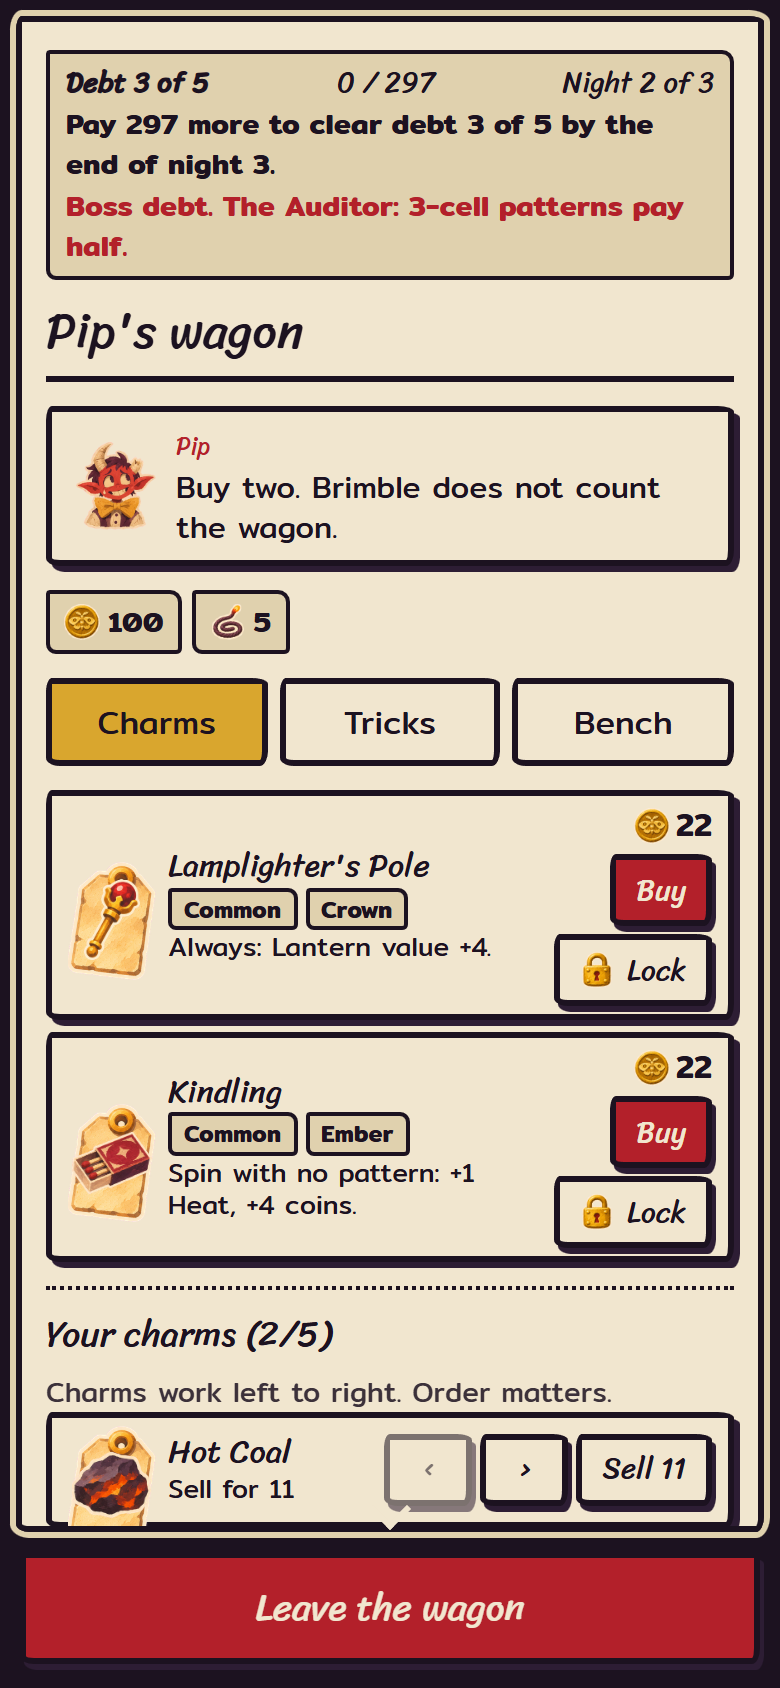 Debt 3 of 5 0 / 297 Night 2 of 3
Pay 297 more to clear debt 3 of 5 by the
end of night 3.
Boss debt. The Auditor: 3-cell patterns pay
half.
Pip's wagon
Pip
Buy two. Brimble does not count
the wagon.
100 5
Charms Tricks Bench
22
Lamplighter's Pole
Buy
Common Crown
Always: Lantern value +4.
Lock
22
Kindling
Buy
Common Ember
Spin with no pattern: +1
Heat, +4 coins.
Lock
Your charms (2/5)
Charms work left to right. Order matters.
Hot Coal
Sell for 11
‹ › Sell 11
Leave the wagon